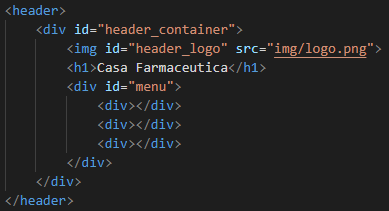 <header>
<div id="header_container">
<img id="header_logo" src="img/logo.png">
<h1>Casa Farmaceutica</h1>
<div id="menu">
<div></div>
<div></div>
<div></div>
</div>
</div>
</header>